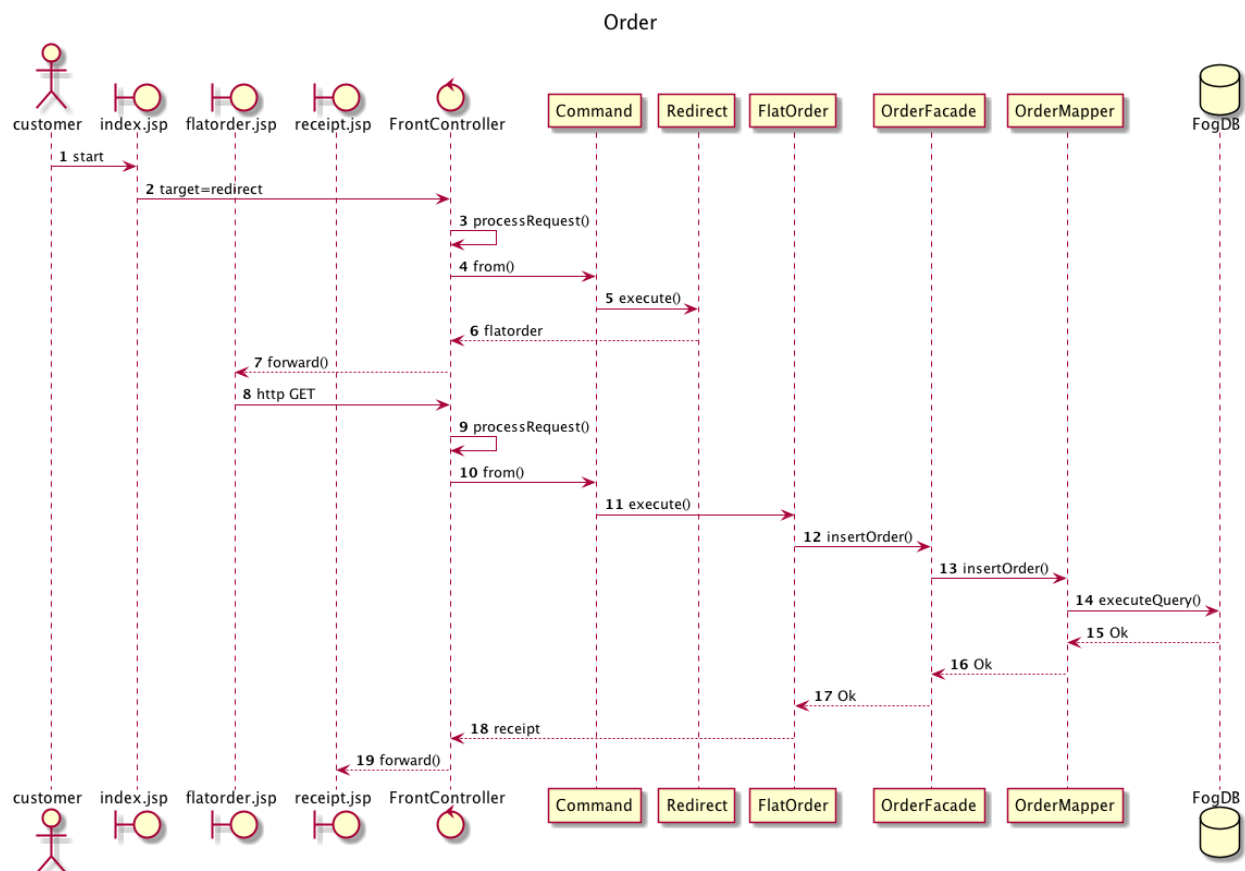 Order
customer
index.jsp
flatorder.jsp
receipt.jsp
FrontController
Command
Redirect
FlatOrder
OrderFacade
OrderMapper
FogDB
1 start
2 target=redirect
3 processRequest()
4 from()
5 execute()
6 flatorder
7 forward()
8 http GET
9 processRequest()
10 from()
11 execute()
12 insertOrder()
13 insertOrder()
14 executeQuery()
15 Ok
16 Ok
17 Ok
18 receipt
19 forward()
customer
index.jsp
flatorder.jsp
receipt.jsp
FrontController
Command
Redirect
FlatOrder
OrderFacade
OrderMapper
FogDB